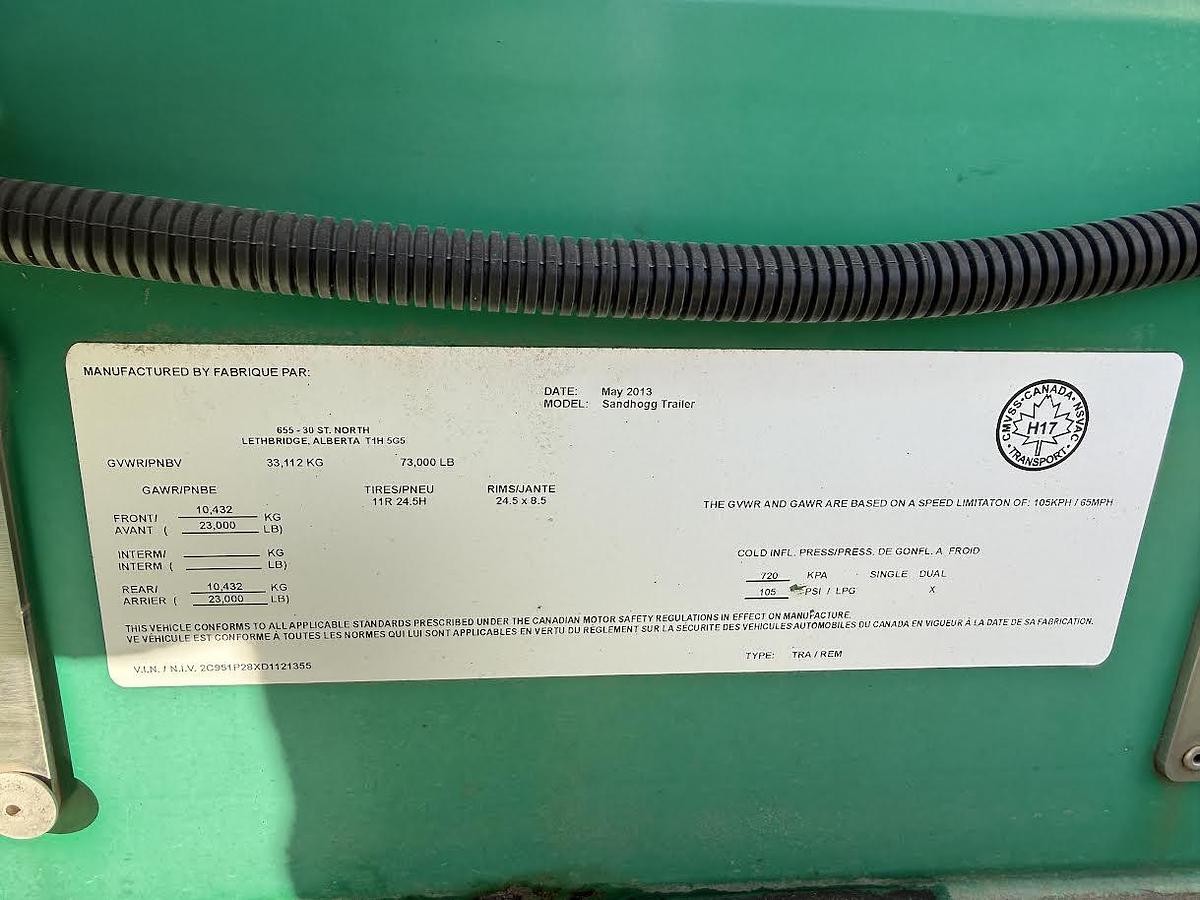 MANUFACTURED BY FABRIQUE PAR:
DATE: May 2013
MODEL: Sandhogg Trailer
CMVSS · CANADA · NSVAC
H17
· TRANSPORT ·
655 - 30 ST. NORTH
LETHBRIDGE, ALBERTA T1H 5G5
GVWR/PNBV 33,112 KG 73,000 LB
GAWR/PNBE TIRES/PNEU RIMS/JANTE
11R 24.5H 24.5 x 8.5
THE GVWR AND GAWR ARE BASED ON A SPEED LIMITATON OF: 105KPH / 65MPH
FRONT/ 10,432 KG
AVANT ( 23,000 LB)
INTERM/ KG
INTERM ( LB)
COLD INFL. PRESS/PRESS. DE GONFL. A FROID
720 KPA SINGLE DUAL
105 PSI / LPG X
REAR/ 10,432 KG
ARRIER ( 23,000 LB)
THIS VEHICLE CONFORMS TO ALL APPLICABLE STANDARDS PRESCRIBED UNDER THE CANADIAN MOTOR SAFETY REGULATIONS IN EFFECT ON MANUFACTURE.
VE VÉHICULE EST CONFORME À TOUTES LES NORMES QUI LUI SONT APPLICABLES EN VERTU DU RÈGLEMENT SUR LA SÉCURITÉ DES VÉHICULES AUTOMOBILES DU CANADA EN VIGUEUR À LA DATE DE SA FABRICATION.
TYPE: TRA / REM
V.I.N. / N.I.V. 2C9S1P28XD1121355